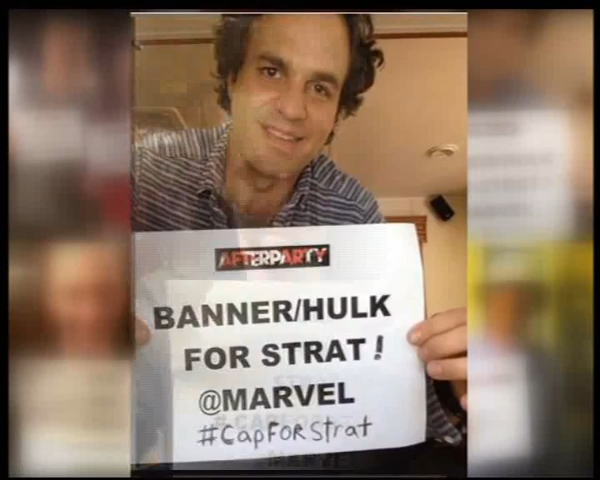 AFTERPARTY
BANNER/HULK
FOR STRAT!
@MARVEL
#CapFORStrat